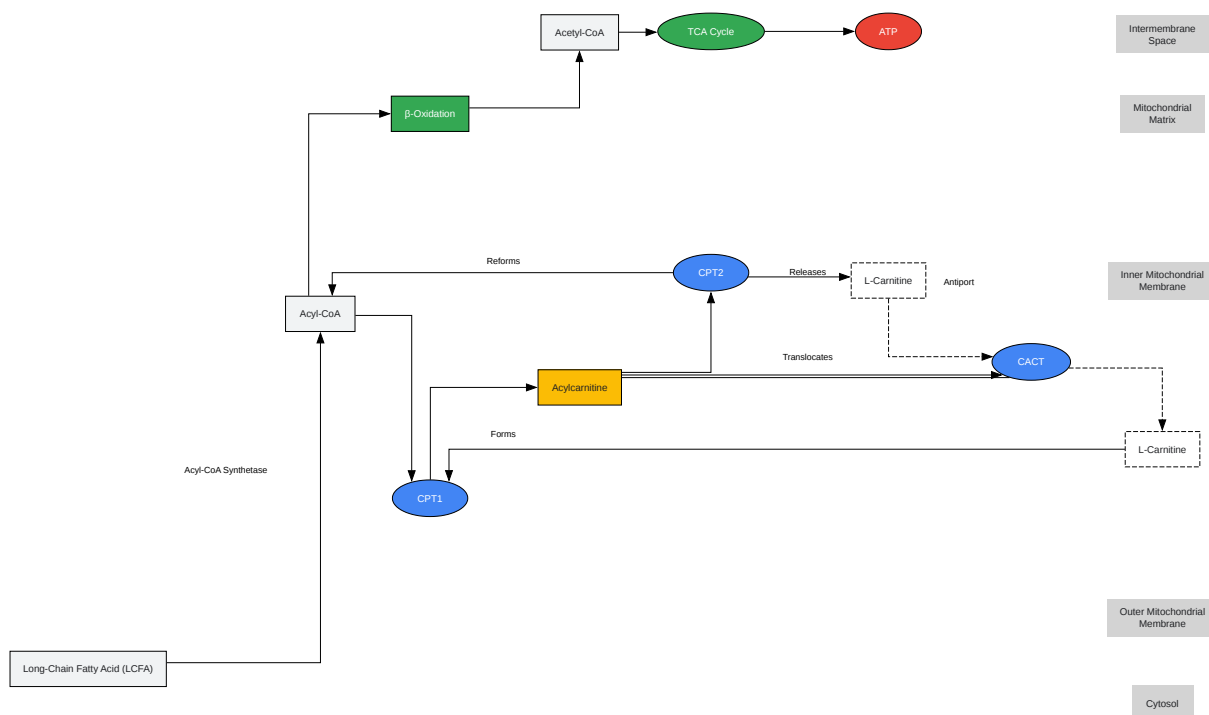 Acetyl-CoA
TCA Cycle
ATP
Intermembrane
Space
β-Oxidation
Mitochondrial
Matrix
Reforms
CPT2
Releases
L-Carnitine
Antiport
Inner Mitochondrial
Membrane
Acyl-CoA
Translocates
CACT
Acylcarnitine
Forms
L-Carnitine
Acyl-CoA Synthetase
CPT1
Outer Mitochondrial
Membrane
Long-Chain Fatty Acid (LCFA)
Cytosol